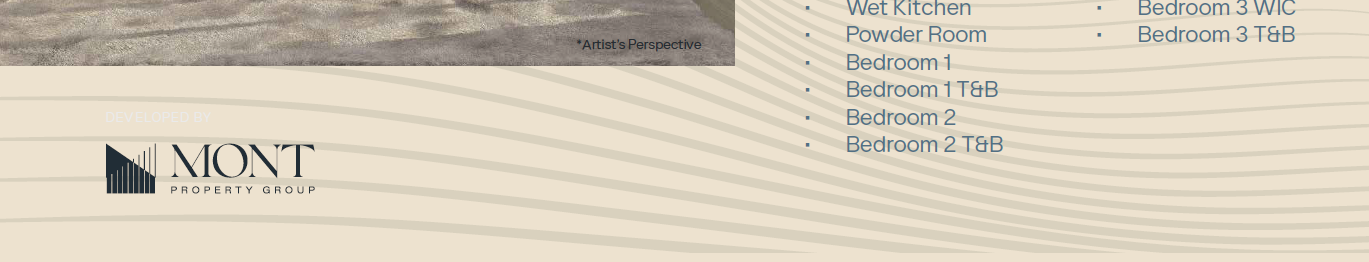 *Artist's Perspective
DEVELOPED BY
MONT
PROPERTY GROUP
▪ Wet Kitchen
▪ Powder Room
▪ Bedroom 1
▪ Bedroom 1 T&B
▪ Bedroom 2
▪ Bedroom 2 T&B
▪ Bedroom 3 WIC
▪ Bedroom 3 T&B